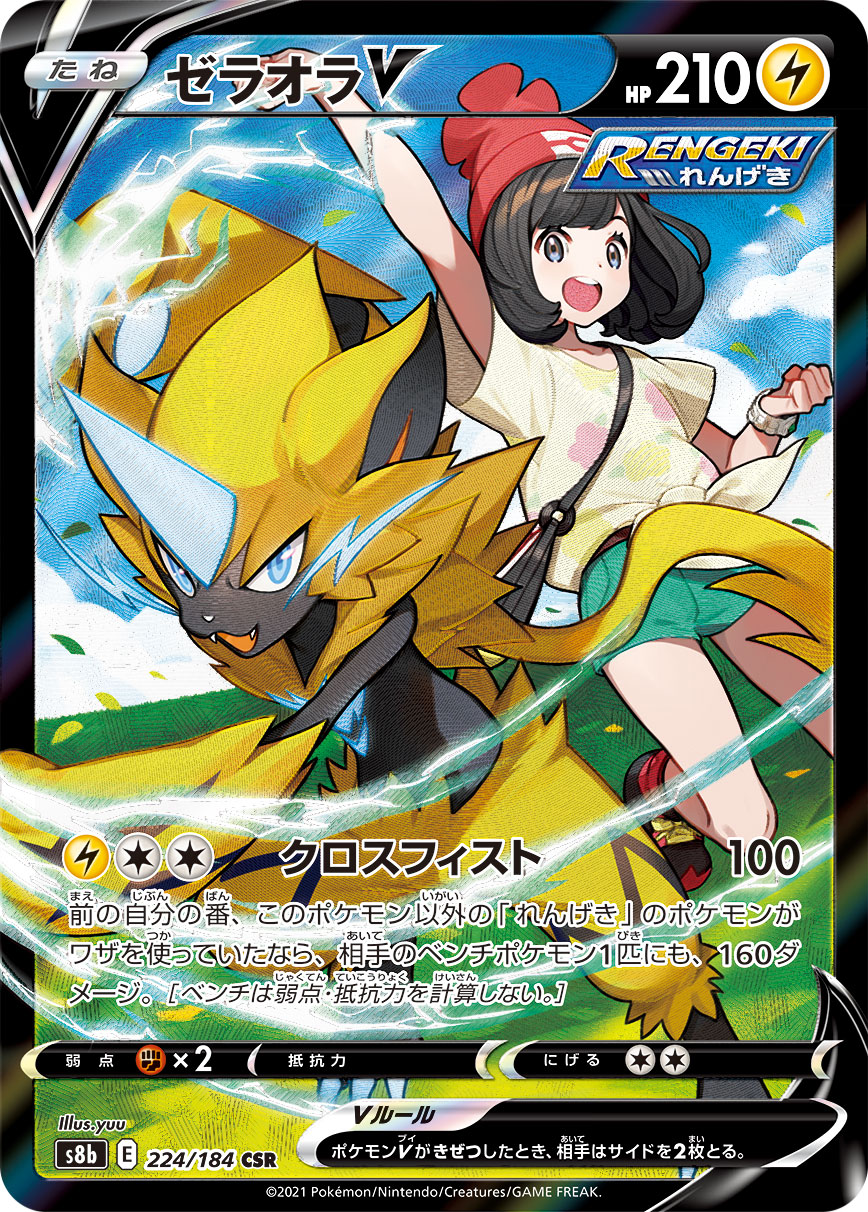 たね ゼラオラV HP 210
RENGEKI
れんげき
クロスフィスト 100
前の自分の番、このポケモン以外の「れんげき」のポケモンが
ワザを使っていたなら、相手のベンチポケモン1匹にも、160ダ
メージ。［ベンチは弱点・抵抗力を計算しない。］
弱点 ×2 抵抗力 にげる
Vルール
ポケモンVがきぜつしたとき、相手はサイドを2枚とる。
Illus.yuu
s8b E 224/184 CSR
©2021 Pokémon/Nintendo/Creatures/GAME FREAK.